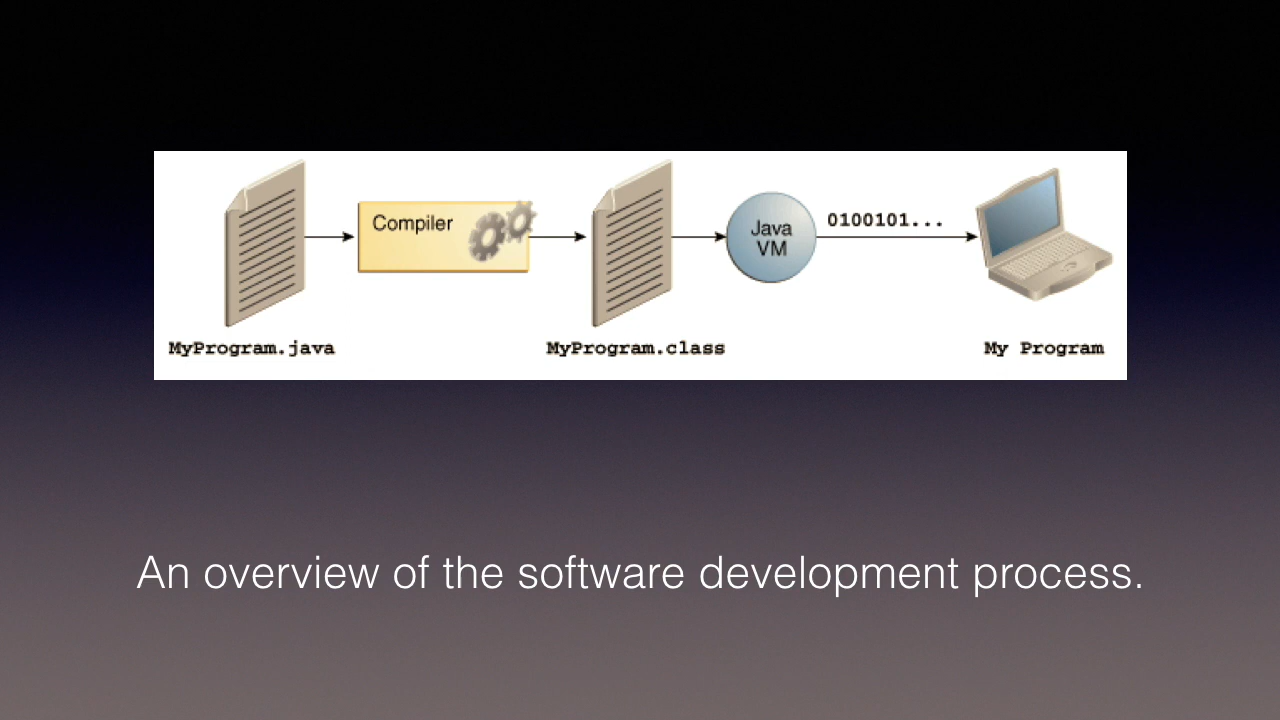 Compiler
Java
VM
0100101...
MyProgram.java
MyProgram.class
My Program
An overview of the software development process.